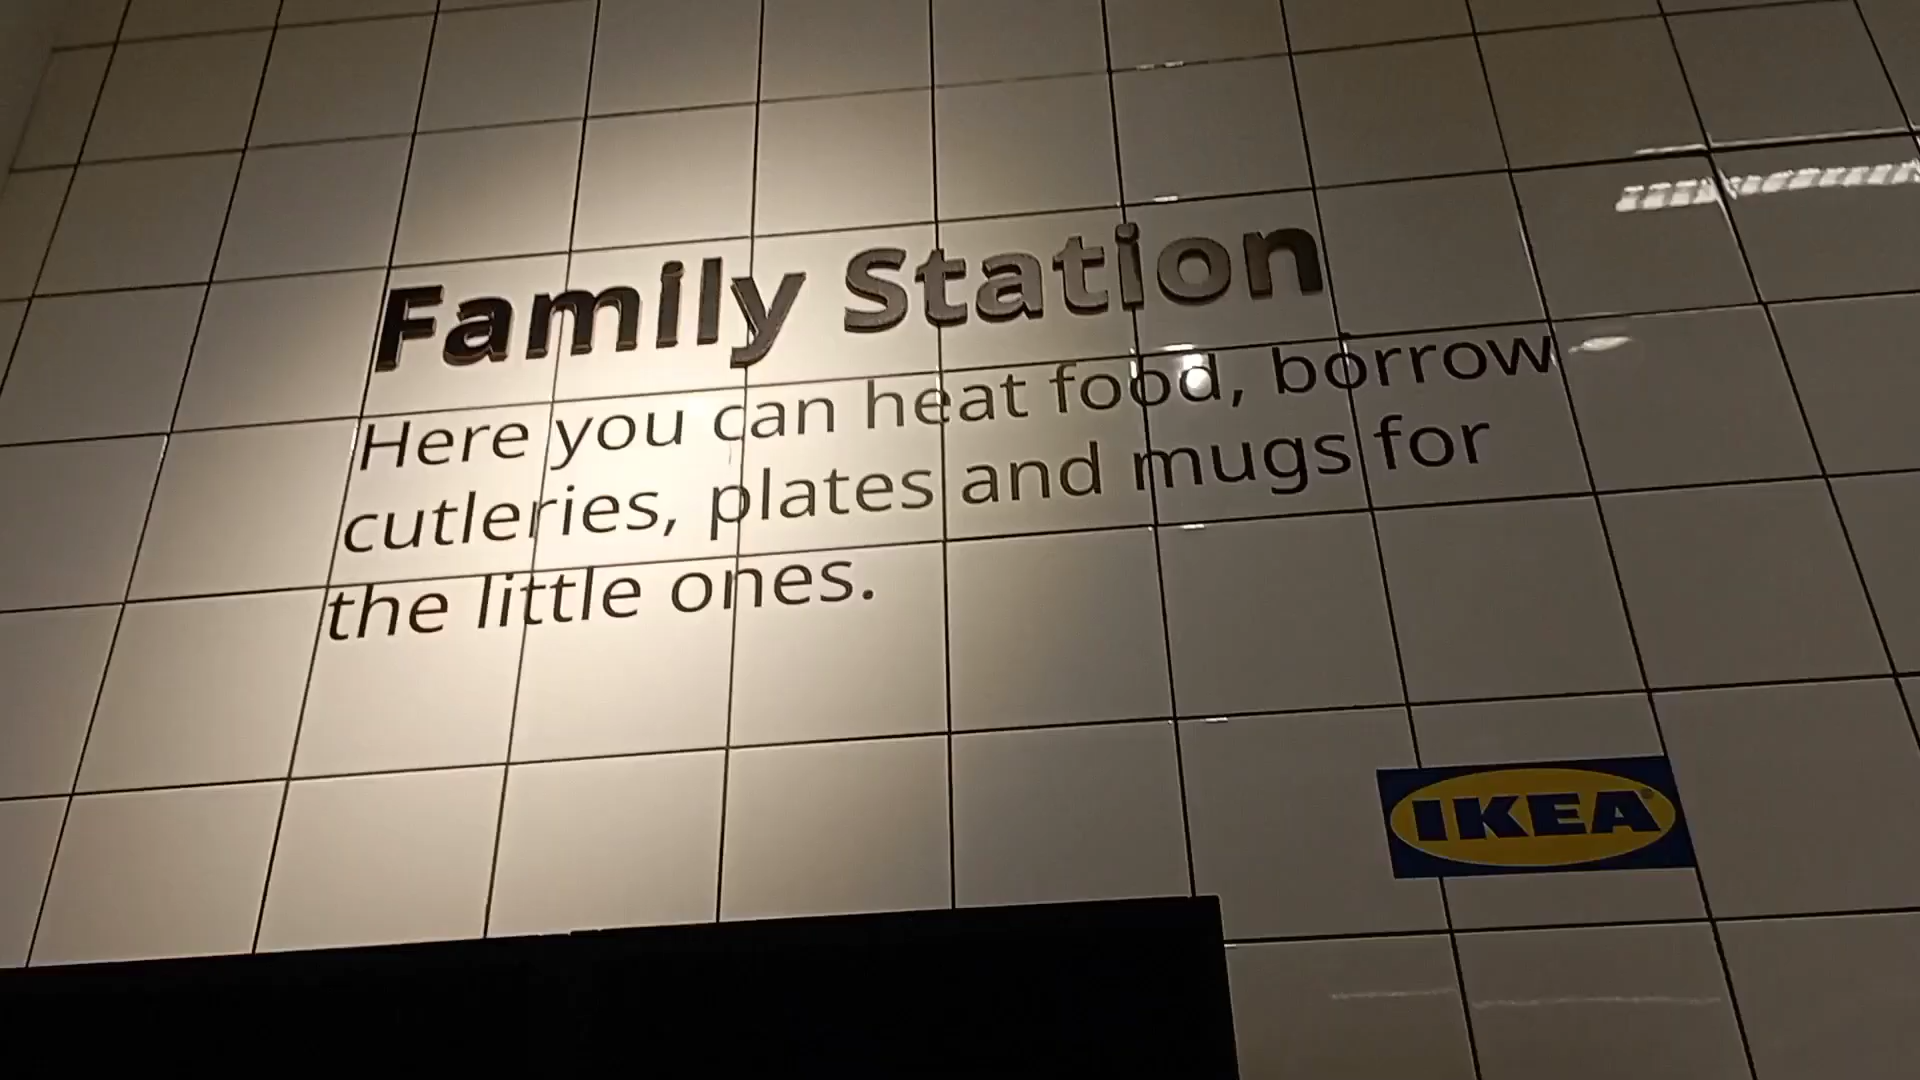 Family Station
Here you can heat food, borrow
cutleries, plates and mugs for
the little ones.
IKEA